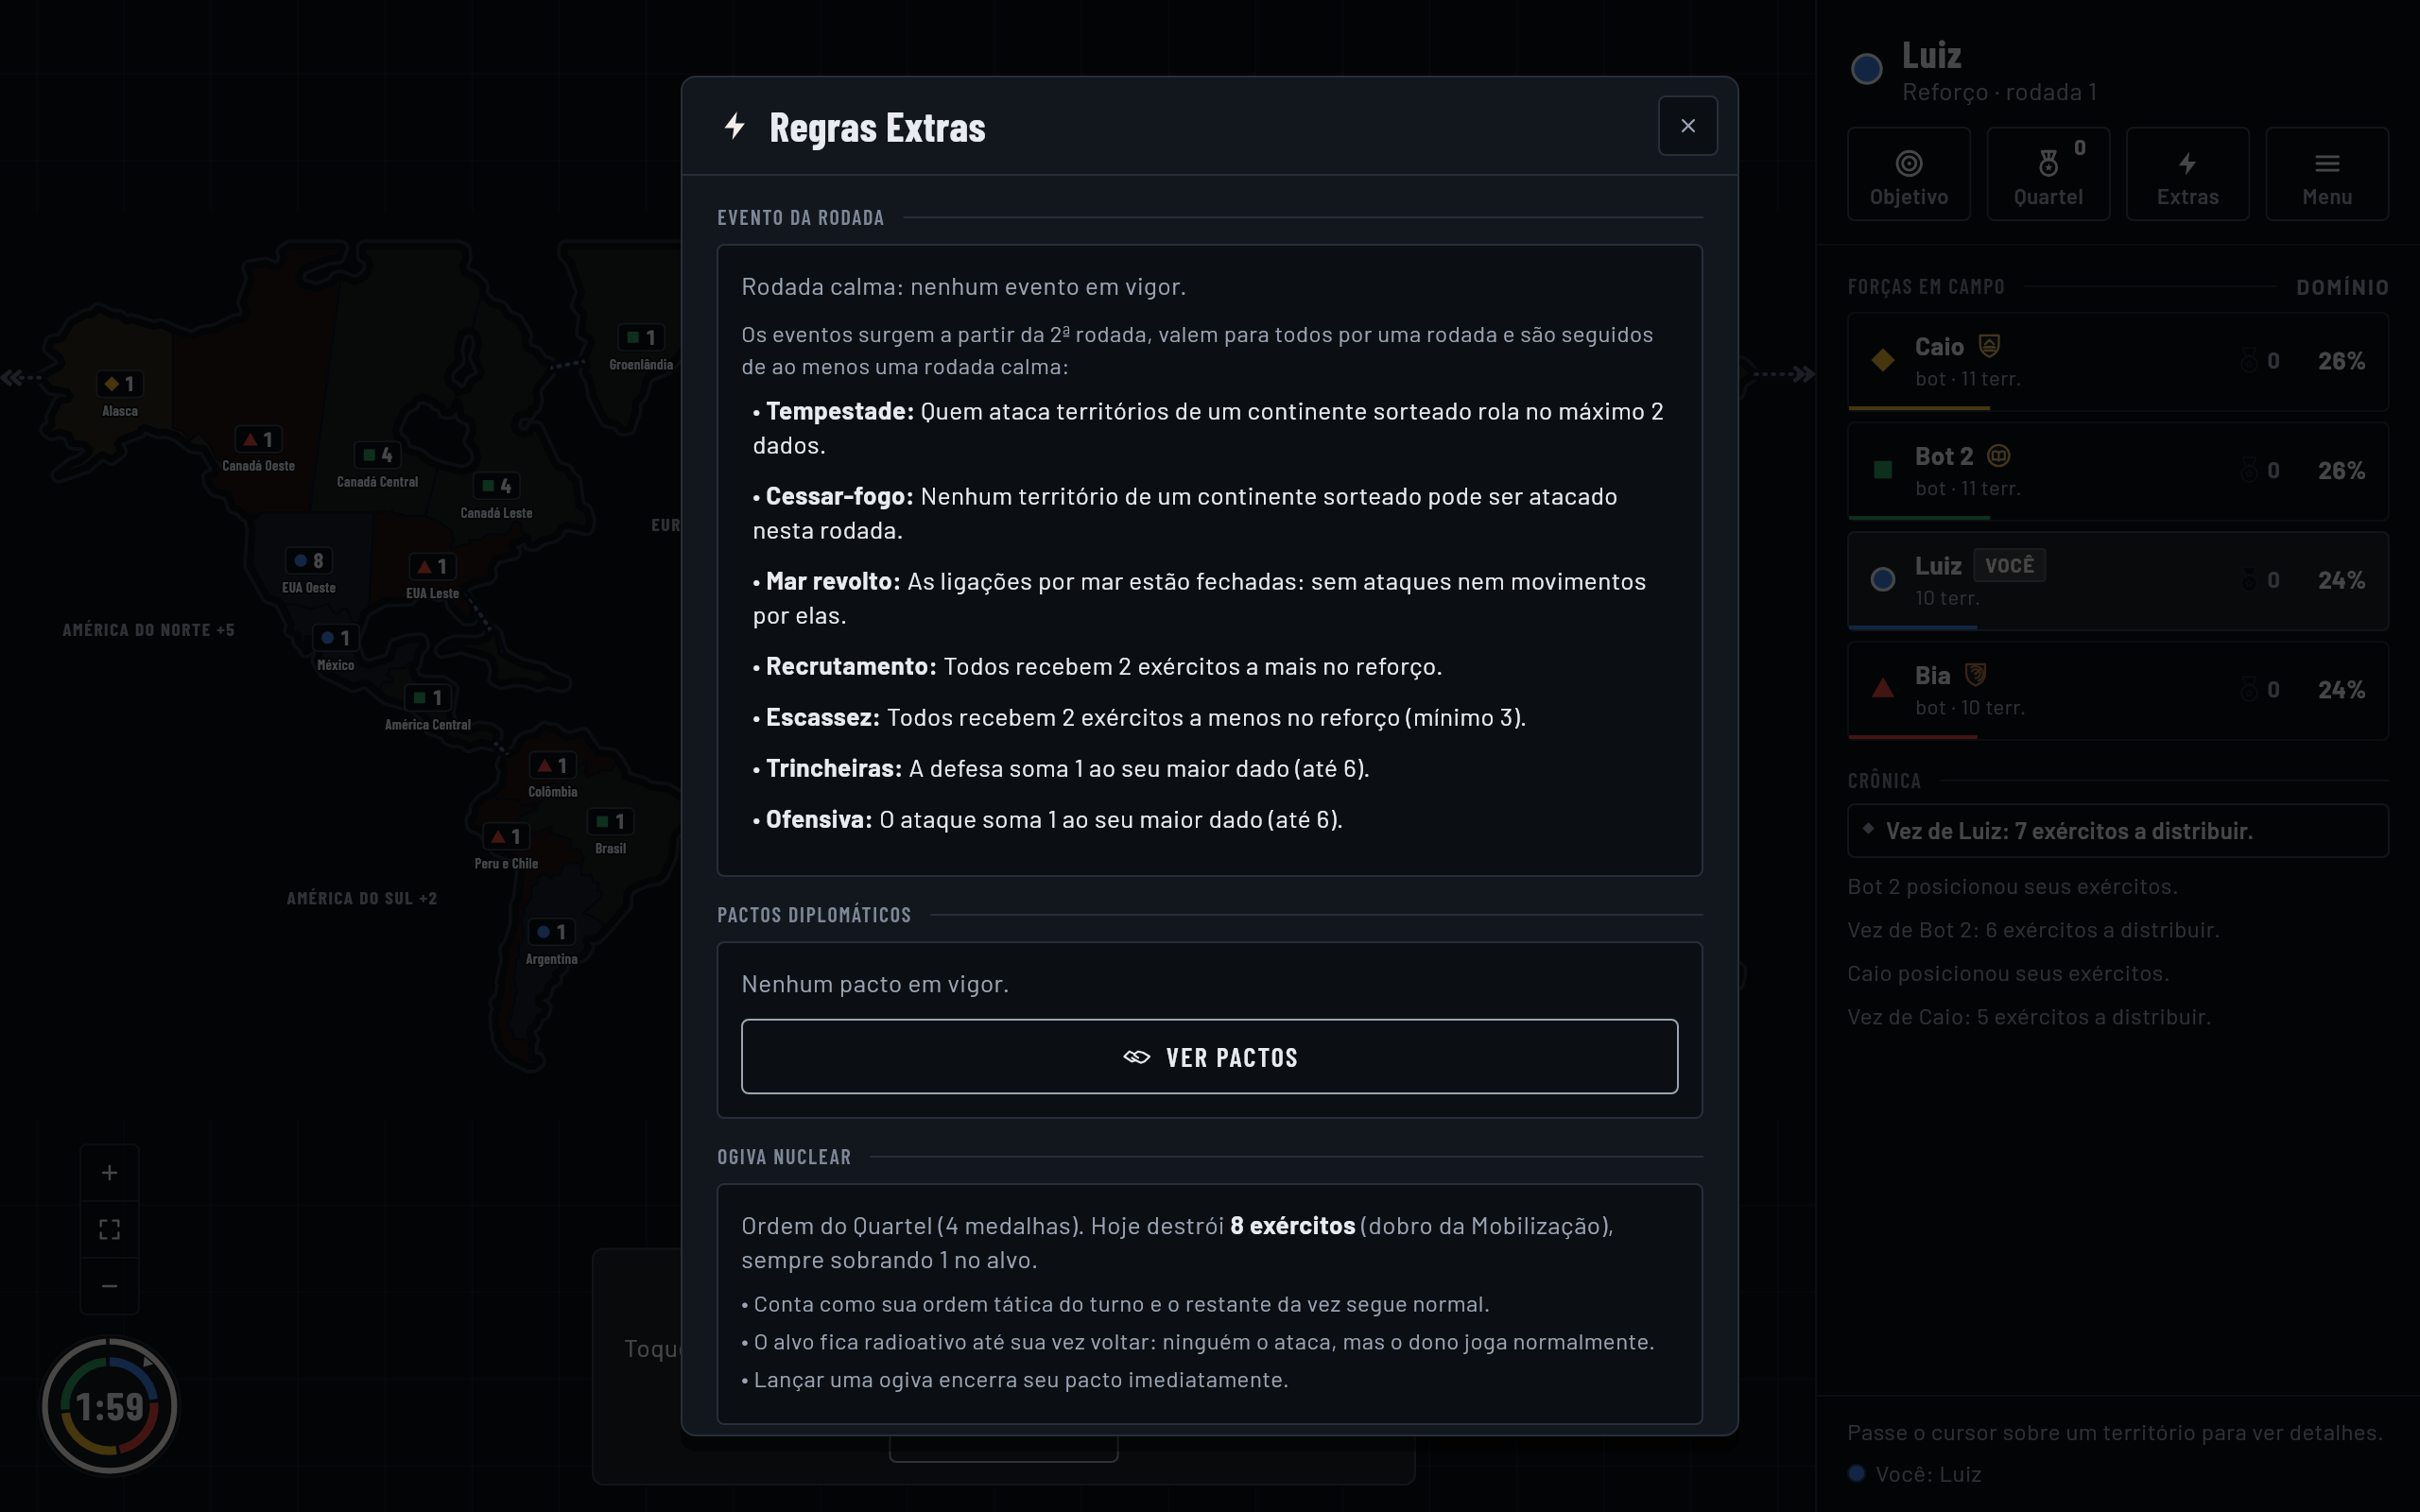 Regras Extras
EVENTO DA RODADA
Rodada calma: nenhum evento em vigor.
Os eventos surgem a partir da 2ª rodada, valem para todos por uma rodada e são seguidos
de ao menos uma rodada calma:
• Tempestade: Quem ataca territórios de um continente sorteado rola no máximo 2
dados.
• Cessar-fogo: Nenhum território de um continente sorteado pode ser atacado
nesta rodada.
• Mar revolto: As ligações por mar estão fechadas: sem ataques nem movimentos
por elas.
• Recrutamento: Todos recebem 2 exércitos a mais no reforço.
• Escassez: Todos recebem 2 exércitos a menos no reforço (mínimo 3).
• Trincheiras: A defesa soma 1 ao seu maior dado (até 6).
• Ofensiva: O ataque soma 1 ao seu maior dado (até 6).
PACTOS DIPLOMÁTICOS
Nenhum pacto em vigor.
VER PACTOS
OGIVA NUCLEAR
Ordem do Quartel (4 medalhas). Hoje destrói 8 exércitos (dobro da Mobilização),
sempre sobrando 1 no alvo.
• Conta como sua ordem tática do turno e o restante da vez segue normal.
• O alvo fica radioativo até sua vez voltar: ninguém o ataca, mas o dono joga normalmente.
• Lançar uma ogiva encerra seu pacto imediatamente.
1
Groenlândia
1
Alasca
1
Canadá Oeste
4
Canadá Central
4
Canadá Leste
EUR
8
EUA Oeste
1
EUA Leste
AMÉRICA DO NORTE +5
1
México
1
América Central
1
Colômbia
1
Brasil
1
Peru e Chile
AMÉRICA DO SUL +2
1
Argentina
+
−
1:59
Toqu
Luiz
Reforço · rodada 1
Objetivo
0
Quartel
Extras
Menu
FORÇAS EM CAMPO
DOMÍNIO
Caio
bot · 11 terr.
0
26%
Bot 2
bot · 11 terr.
0
26%
Luiz VOCÊ
10 terr.
0
24%
Bia
bot · 10 terr.
0
24%
CRÔNICA
Vez de Luiz: 7 exércitos a distribuir.
Bot 2 posicionou seus exércitos.
Vez de Bot 2: 6 exércitos a distribuir.
Caio posicionou seus exércitos.
Vez de Caio: 5 exércitos a distribuir.
Passe o cursor sobre um território para ver detalhes.
Você: Luiz